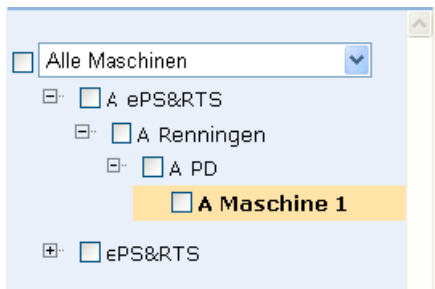 Alle Maschinen
A ePS&RTS
A Renningen
A PD
A Maschine 1
ePS&RTS